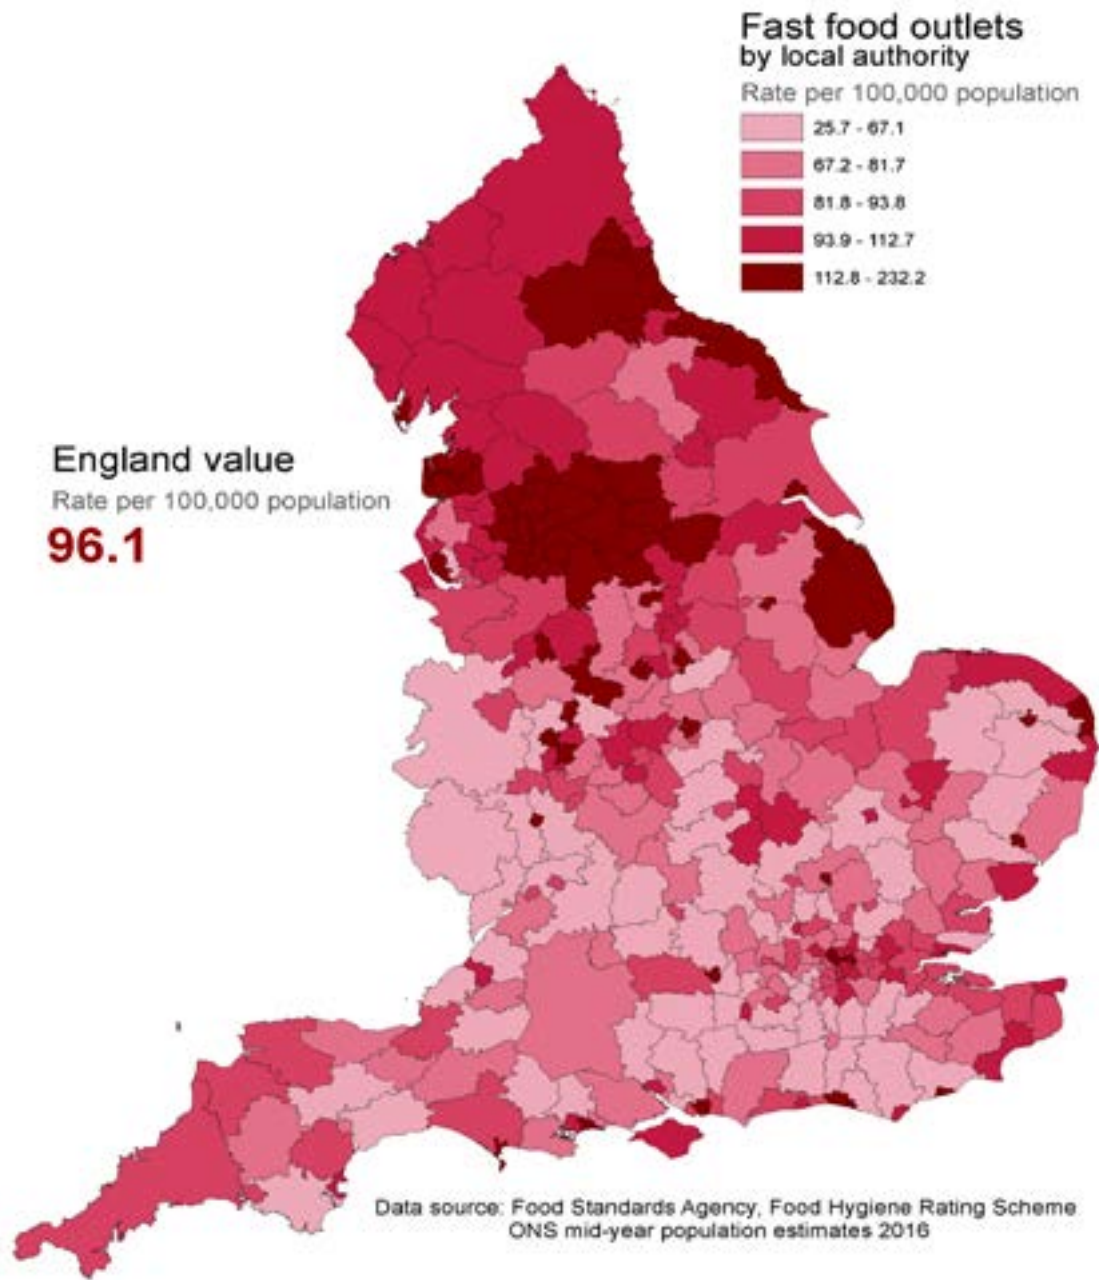 Fast food outlets
by local authority
Rate per 100,000 population
25.7 - 67.1
67.2 - 81.7
81.8 - 93.8
93.9 - 112.7
112.8 - 232.2
England value
Rate per 100,000 population
96.1
Data source: Food Standards Agency, Food Hygiene Rating Scheme
ONS mid-year population estimates 2016